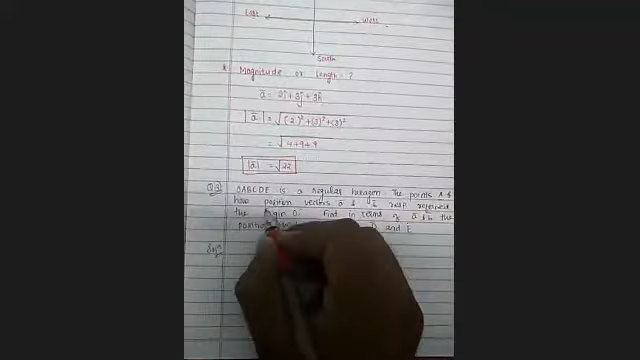 East West
South
* Magnitude or Length = ?
a̅ = 2î + 3ĵ + 3k̂
|a̅| = √(2)² + (3)² + (3)²
= √4+9+9
|a̅| = √22
Q.3 OABCDE is a regular hexagon The points A &
have position vectors a̅ & b̅ resp. referred
the origin O. Find in terms of a̅ & b̅ the
position and E
Solⁿ